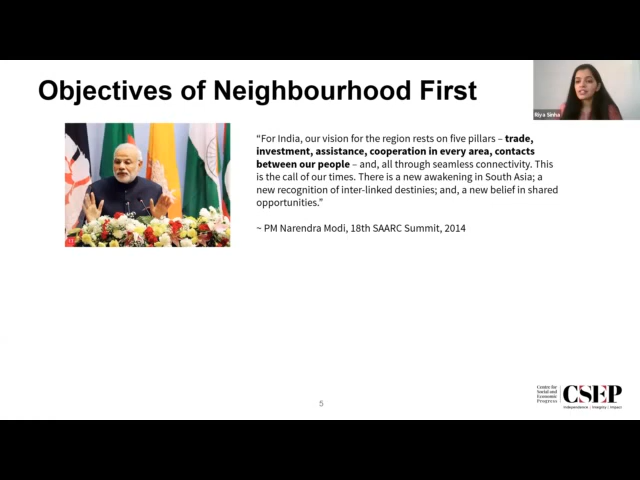 Objectives of Neighbourhood First
Riya Sinha
“For India, our vision for the region rests on five pillars – trade,
investment, assistance, cooperation in every area, contacts
between our people – and, all through seamless connectivity. This
is the call of our times. There is a new awakening in South Asia; a
new recognition of inter-linked destinies; and, a new belief in shared
opportunities.”
~ PM Narendra Modi, 18th SAARC Summit, 2014
5
Centre for
Social and
Economic
Progress
CSEP
Independence | Integrity | Impact